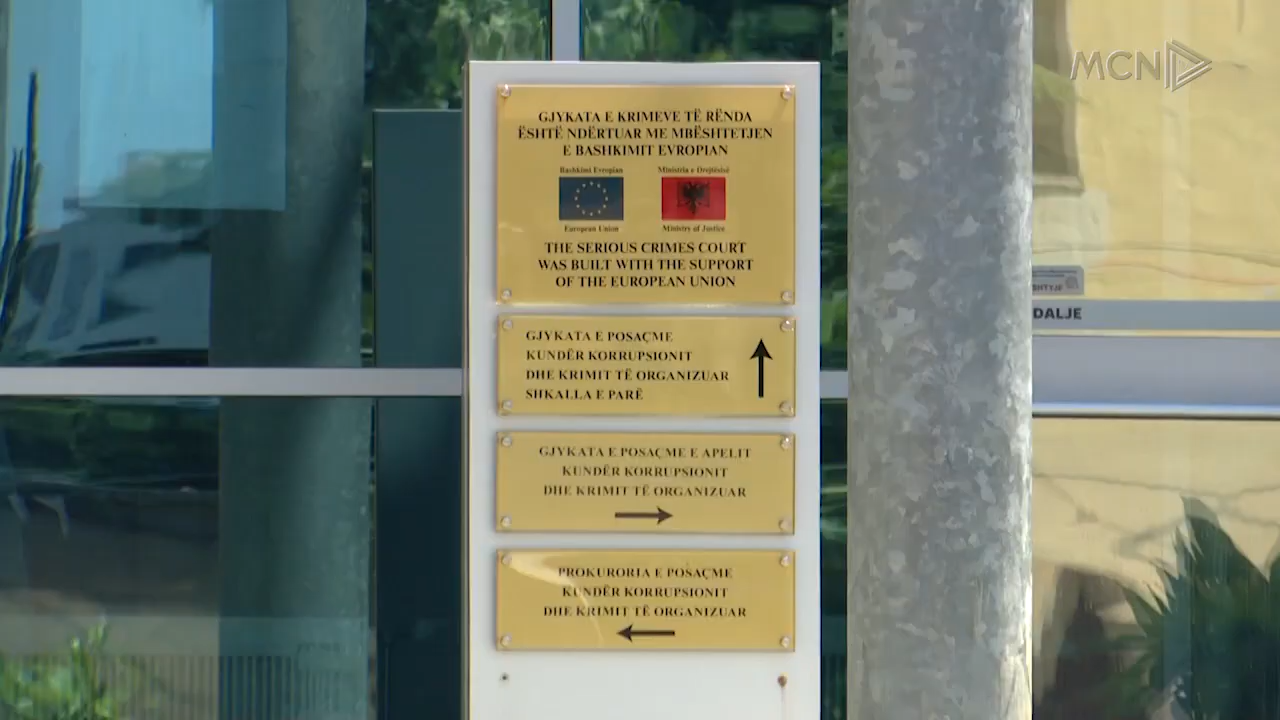 MCN
GJYKATA E KRIMEVE TË RËNDA
ËSHTË NDËRTUAR ME MBËSHTETJEN
E BASHKIMIT EVROPIAN
Bashkimi Evropian
Ministria e Drejtësisë
European Union
Ministry of Justice
THE SERIOUS CRIMES COURT
WAS BUILT WITH THE SUPPORT
OF THE EUROPEAN UNION
GJYKATA E POSAÇME
KUNDËR KORRUPSIONIT
DHE KRIMIT TË ORGANIZUAR
SHKALLA E PARË
GJYKATA E POSAÇME E APELIT
KUNDËR KORRUPSIONIT
DHE KRIMIT TË ORGANIZUAR
PROKURORIA E POSAÇME
KUNDËR KORRUPSIONIT
DHE KRIMIT TË ORGANIZUAR
SHTYJE
DALJE